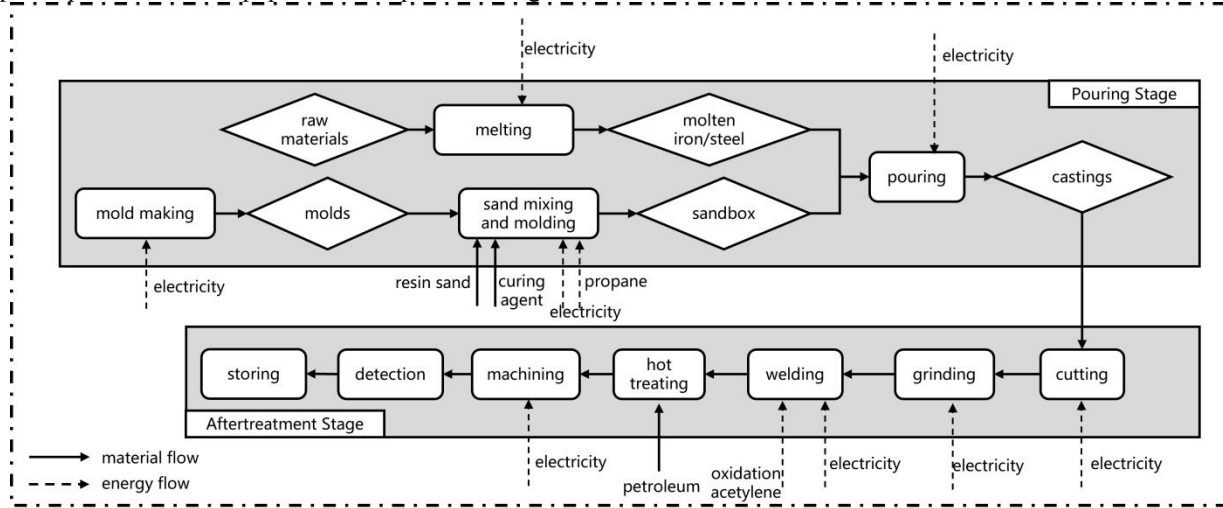 electricity
electricity
Pouring Stage
raw
materials
melting
molten
iron/steel
pouring
castings
mold making
molds
sand mixing
and molding
sandbox
electricity
resin sand
curing
agent
propane
electricity
storing
detection
machining
hot
treating
welding
grinding
cutting
Aftertreatment Stage
material flow
energy flow
electricity
petroleum
oxidation
acetylene
electricity
electricity
electricity